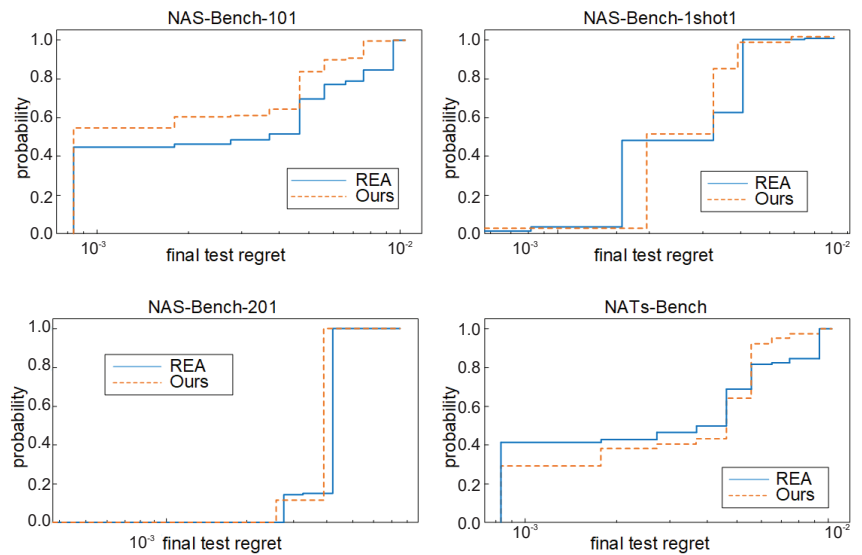 NAS-Bench-101
1.0
0.8
0.6
0.4
0.2
0.0
probability
REA
Ours
10⁻³
10⁻²
final test regret
NAS-Bench-1shot1
1.0
0.8
0.6
0.4
0.2
0.0
probability
REA
Ours
10⁻³
10⁻²
final test regret
NAS-Bench-201
1.0
0.8
0.6
0.4
0.2
0.0
probability
REA
Ours
10⁻³
final test regret
NATs-Bench
1.0
0.8
0.6
0.4
0.2
0.0
probability
REA
Ours
10⁻³
10⁻²
final test regret